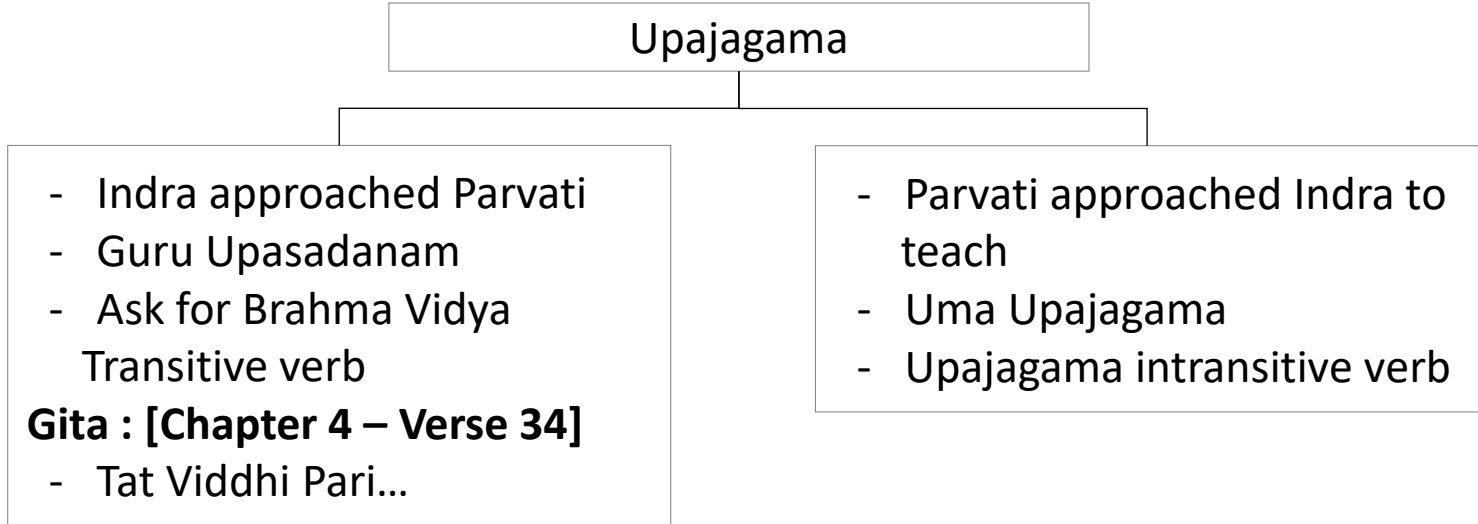 Upajagama
- Indra approached Parvati
- Guru Upasadanam
- Ask for Brahma Vidya
Transitive verb
Gita : [Chapter 4 – Verse 34]
- Tat Viddhi Pari...
- Parvati approached Indra to
teach
- Uma Upajagama
- Upajagama intransitive verb